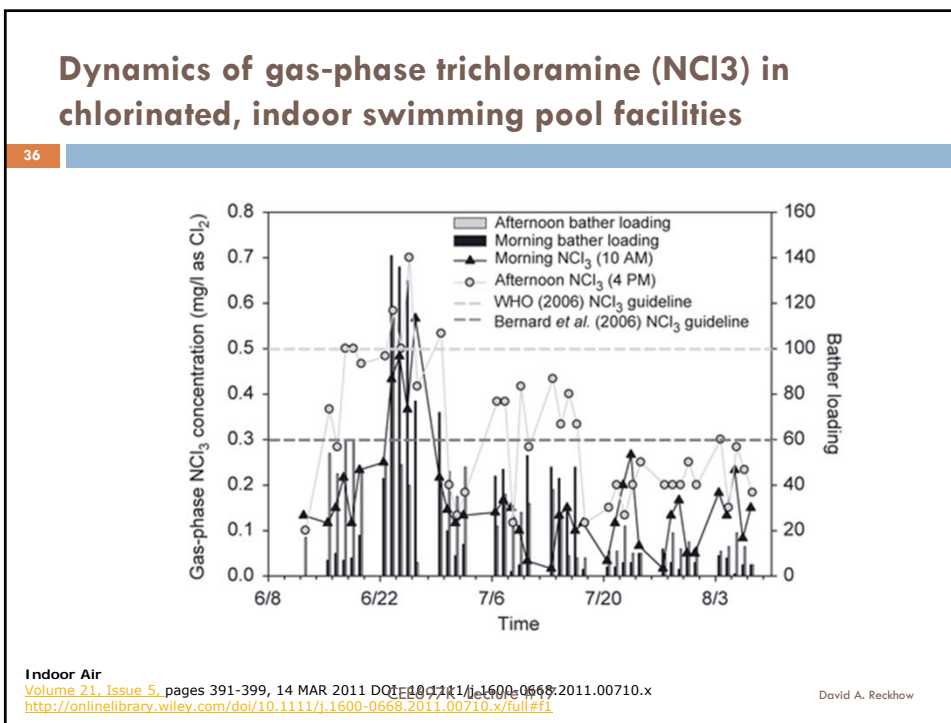 Dynamics of gas-phase trichloramine (NCl3) in
chlorinated, indoor swimming pool facilities
36
Gas-phase NCl₃ concentration (mg/l as Cl₂)
0.8
0.7
0.6
0.5
0.4
0.3
0.2
0.1
0.0
Afternoon bather loading
Morning bather loading
Morning NCl₃ (10 AM)
Afternoon NCl₃ (4 PM)
WHO (2006) NCl₃ guideline
Bernard et al. (2006) NCl₃ guideline
160
140
120
100
80
60
40
20
0
Bather loading
6/8 6/22 7/6 7/20 8/3
Time
Indoor Air
Volume 21, Issue 5, pages 391-399, 14 MAR 2011 DOI: 10.1111/j.1600-0668.2011.00710.x
CEE 697K Lecture #17
http://onlinelibrary.wiley.com/doi/10.1111/j.1600-0668.2011.00710.x/full#f1
David A. Reckhow